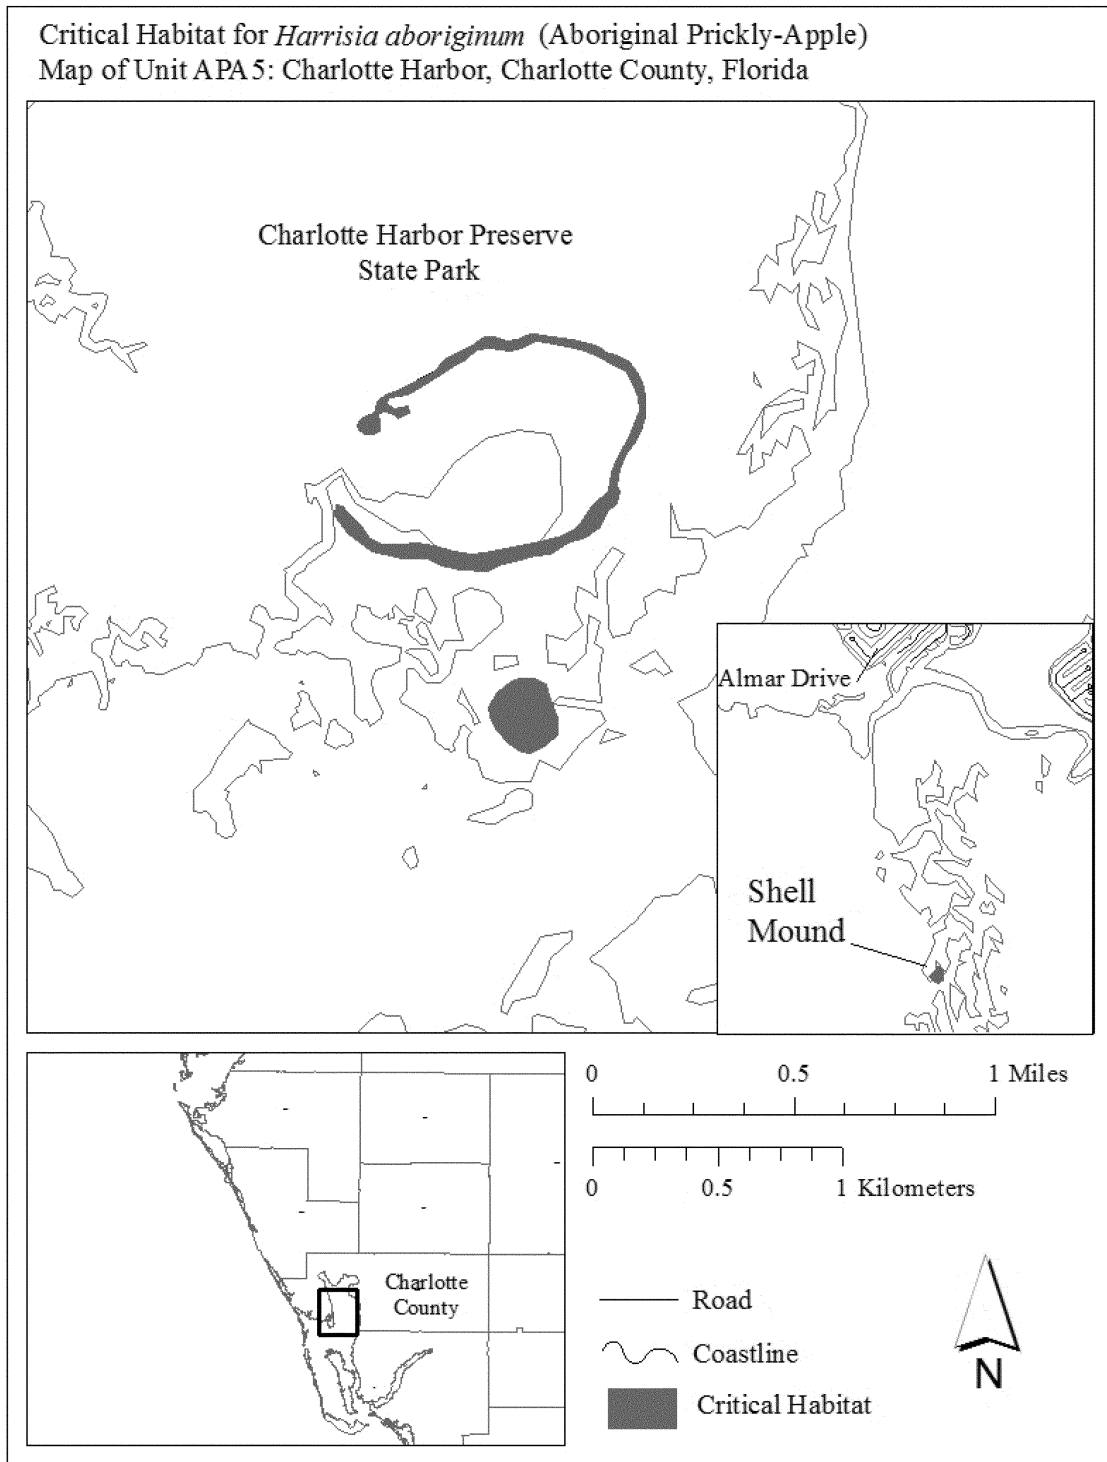 Critical Habitat for Harrisia aboriginum (Aboriginal Prickly-Apple)
Map of Unit APA5: Charlotte Harbor, Charlotte County, Florida
Charlotte Harbor Preserve
State Park
Almar Drive
Shell
Mound
Charlotte
County
0 0.5 1 Miles
0 0.5 1 Kilometers
Road
Coastline
Critical Habitat
N